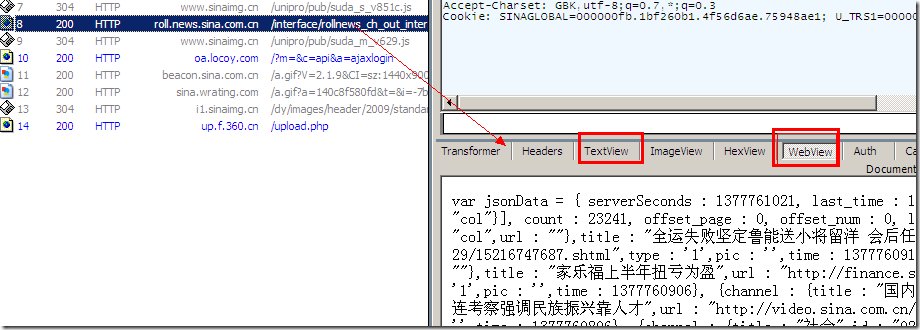 7 304 HTTP www.sinaimg.cn /unipro/pub/suda_s_v851c.js
8 200 HTTP roll.news.sina.com.cn /interface/rollnews_ch_out_inter
9 304 HTTP www.sinaimg.cn /unipro/pub/suda_m_v629.js
10 200 HTTP oa.locoy.com /?m=&c=api&a=ajaxlogin
11 200 HTTP beacon.sina.com.cn /a.gif?V=2.1.9&CI=sz:1440x900
12 200 HTTP sina.wrating.com /a.gif?a=140c8f580fd&t=&i=-7b
13 304 HTTP i1.sinaimg.cn /dy/images/header/2009/standar
14 200 HTTP up.f.360.cn /upload.php
Accept-Charset: GBK,utf-8;q=0.7,*;q=0.3
Cookie: SINAGLOBAL=000000fb.1bf260b1.4f56d6ae.75948ae1; U_TRS1=00000
Transformer Headers TextView ImageView HexView WebView Auth Ca
Document
var jsonData = { serverSeconds : 1377761021, last_time : 1
"col"}], count : 23241, offset_page : 0, offset_num : 0, l
"col",url : ""},title : "全运失败坚定鲁能送小将留洋 会后任
29/15216747687.shtml",type : '1',pic : '',time : 1377760917
""},title : "家乐福上半年扭亏为盈",url : "http://finance.s
'1',pic : '',time : 1377760906}, {channel : {title : "国内
连考察强调民族振兴靠人才",url : "http://video.sina.com.cn/